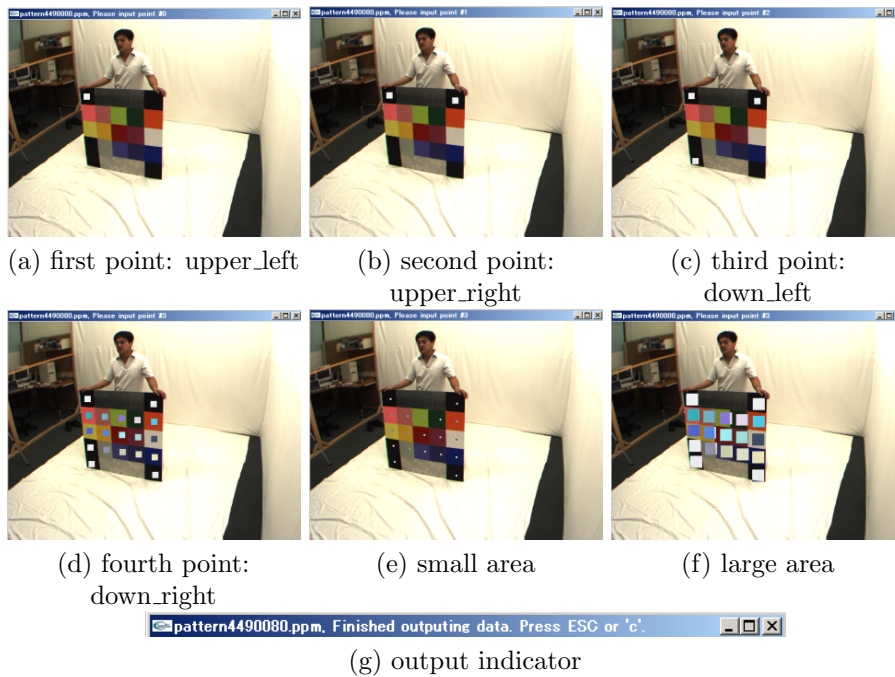 pattern4490080.ppm, Please input point #0
pattern4490080.ppm, Please input point #1
pattern4490080.ppm, Please input point #2
(a) first point: upper_left
(b) second point:
upper_right
(c) third point:
down_left
pattern4490080.ppm, Please input point #3
pattern4490080.ppm, Please input point #3
pattern4490080.ppm, Please input point #3
(d) fourth point:
down_right
(e) small area
(f) large area
pattern4490080.ppm, Finished outputing data. Press ESC or 'c'.
(g) output indicator